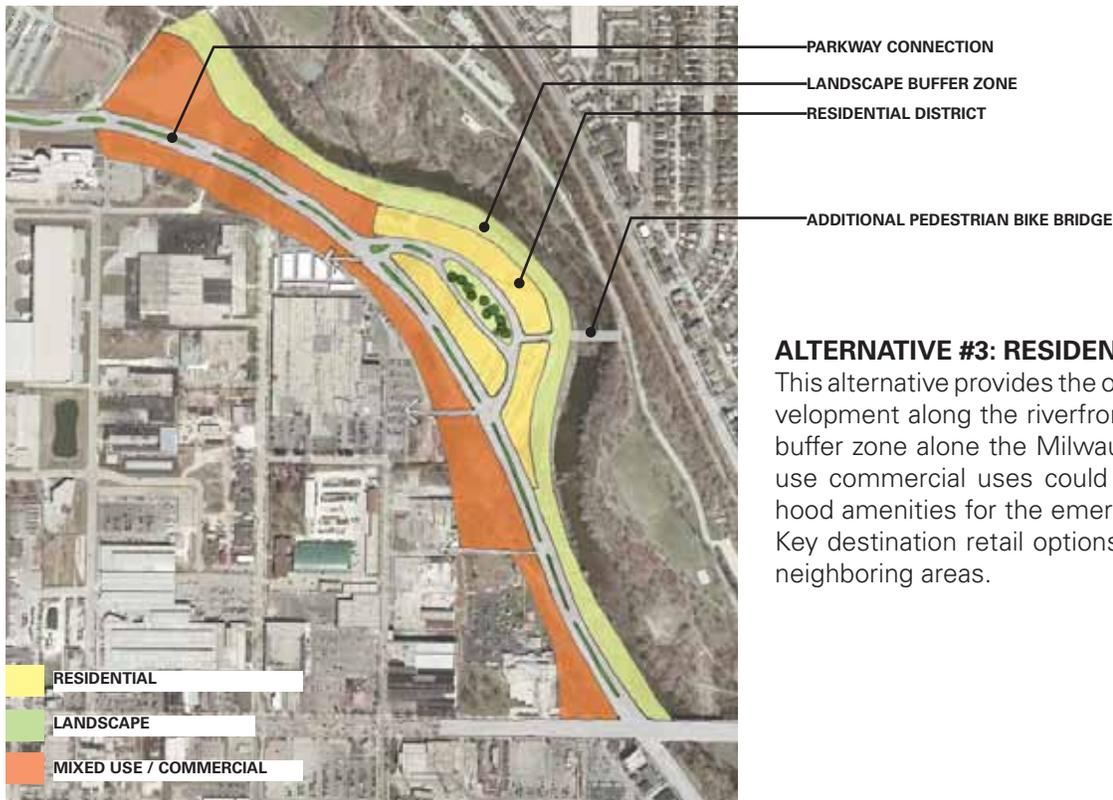 PARKWAY CONNECTION
LANDSCAPE BUFFER ZONE
RESIDENTIAL DISTRICT
ADDITIONAL PEDESTRIAN BIKE BRIDGE
ALTERNATIVE #3: RESIDEN
This alternative provides the o
velopment along the riverfron
buffer zone alone the Milwau
use commercial uses could
hood amenities for the emer
Key destination retail options
neighboring areas.
RESIDENTIAL
LANDSCAPE
MIXED USE / COMMERCIAL